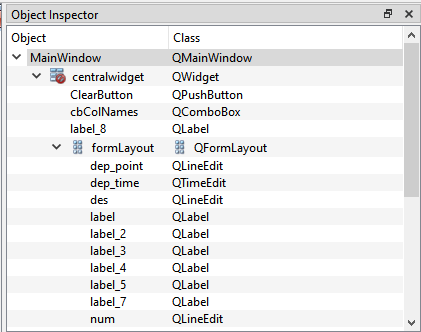 Object Inspector
Object Class
MainWindow QMainWindow
centralwidget QWidget
ClearButton QPushButton
cbColNames QComboBox
label_8 QLabel
formLayout QFormLayout
dep_point QLineEdit
dep_time QTimeEdit
des QLineEdit
label QLabel
label_2 QLabel
label_3 QLabel
label_4 QLabel
label_5 QLabel
label_7 QLabel
num QLineEdit